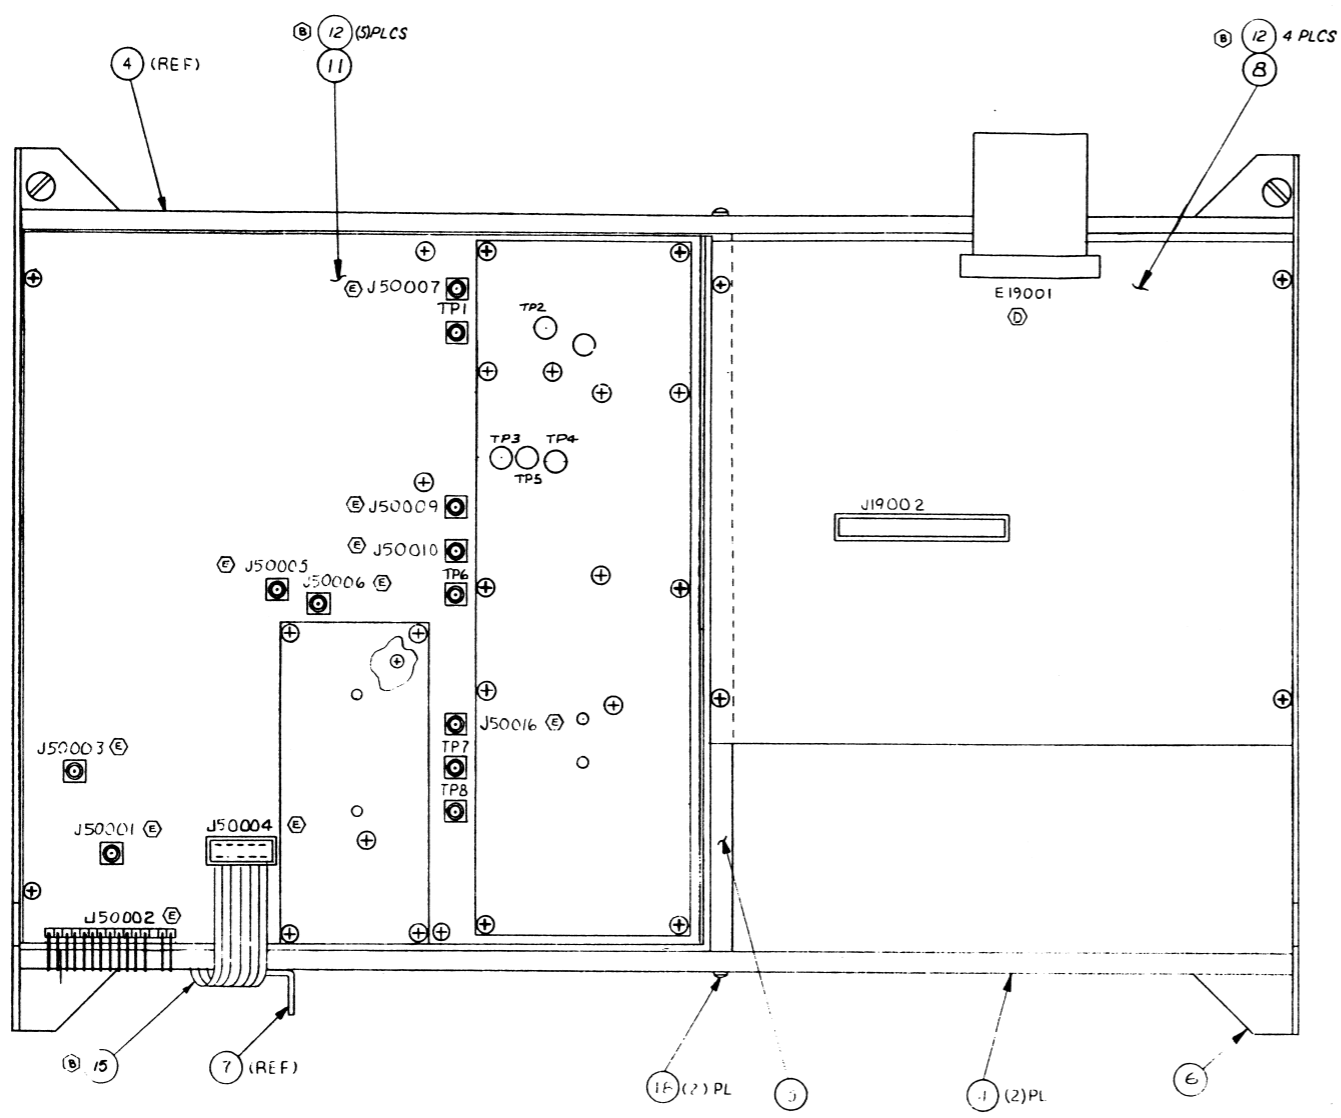 B 12 (5)PLCS
11
4 (REF)
B 12 4 PLCS
8
E J50007
TP1
TP2
E19001
D
TP3 TP4
TP5
E J50009
J19002
E J50010
E J50005
TP6
J50006 E
J50016 E
J50003 E
TP7
TP8
J50001 E
J50004 E
J50002 E
B 15
7 (REF)
(2) PL
(2) PL
6